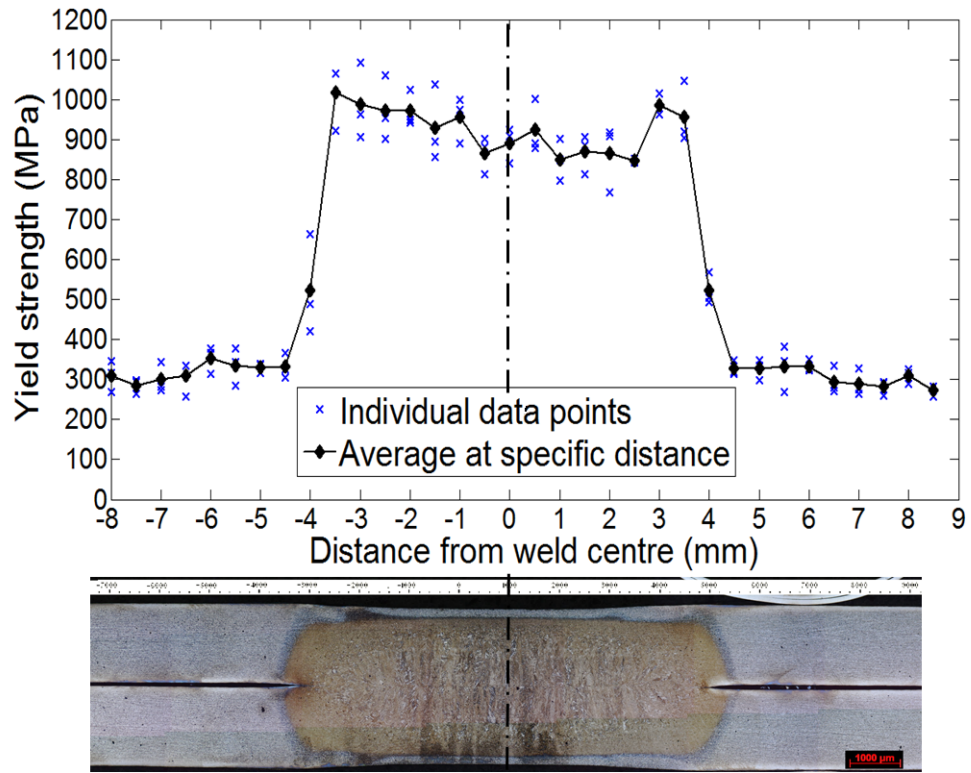 1200
1100
1000
900
800
700
600
500
400
300
200
100
0
Yield strength (MPa)
Individual data points
Average at specific distance
-8 -7 -6 -5 -4 -3 -2 -1 0 1 2 3 4 5 6 7 8 9
Distance from weld centre (mm)
1000 µm